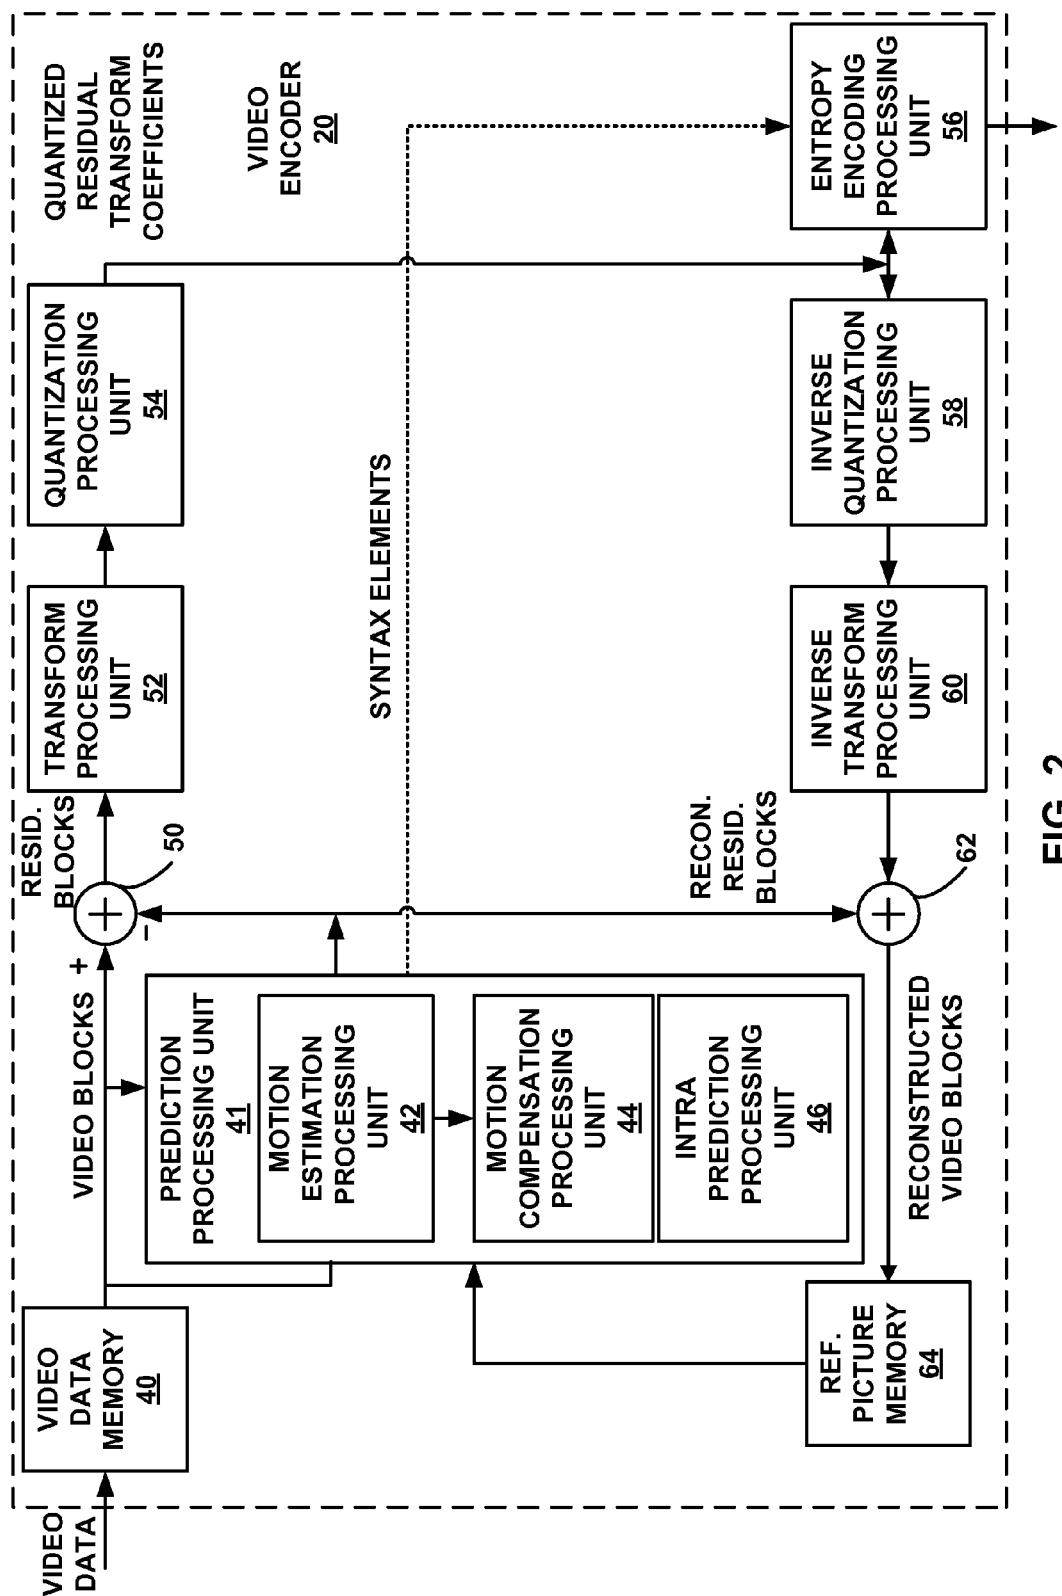 VIDEO
DATA
VIDEO
DATA
MEMORY
40
VIDEO BLOCKS
+
-
RESID.
BLOCKS
50
TRANSFORM
PROCESSING
UNIT
52
QUANTIZATION
PROCESSING
UNIT
54
QUANTIZED
RESIDUAL
TRANSFORM
COEFFICIENTS
VIDEO
ENCODER
20
PREDICTION
PROCESSING UNIT
41
MOTION
ESTIMATION
PROCESSING
UNIT
42
MOTION
COMPENSATION
PROCESSING
UNIT
44
INTRA
PREDICTION
PROCESSING
UNIT
46
SYNTAX ELEMENTS
RECON.
RESID.
BLOCKS
REF.
PICTURE
MEMORY
64
RECONSTRUCTED
VIDEO BLOCKS
62
INVERSE
TRANSFORM
PROCESSING
UNIT
60
INVERSE
QUANTIZATION
PROCESSING
UNIT
58
ENTROPY
ENCODING
PROCESSING
UNIT
56
FIG. 2